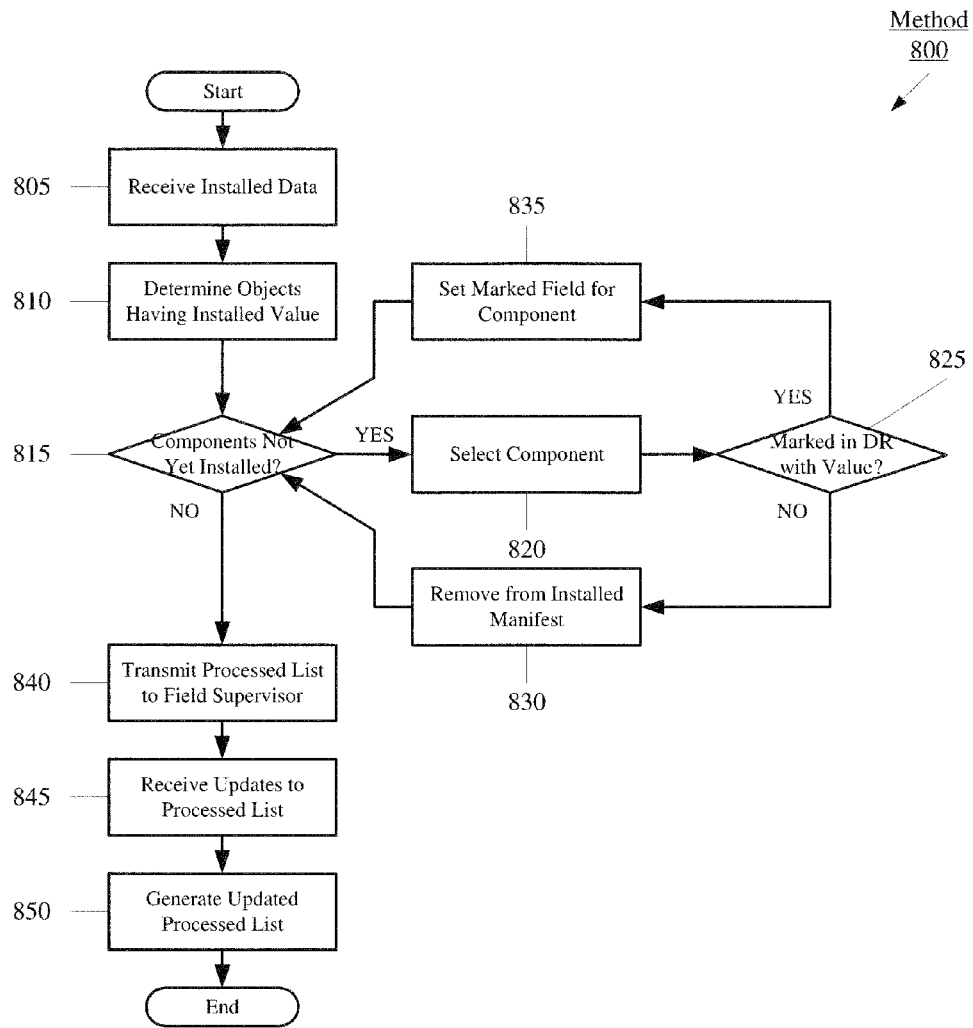 Method
800
Start
805
Receive Installed Data
835
810
Determine Objects
Having Installed Value
Set Marked Field for
Component
825
YES
815
Components Not
Yet Installed?
YES
Select Component
Marked in DR
with Value?
NO
820
NO
Remove from Installed
Manifest
830
840
Transmit Processed List
to Field Supervisor
845
Receive Updates to
Processed List
850
Generate Updated
Processed List
End